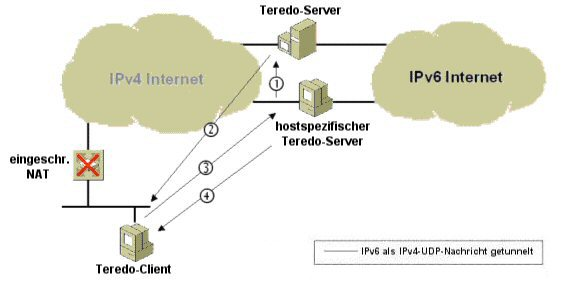 Teredo-Server
IPv4 Internet
IPv6 Internet
1
hostspezifischer
Teredo-Server
2
eingeschr.
NAT
3
4
Teredo-Client
IPv6 als IPv4-UDP-Nachricht getunnelt